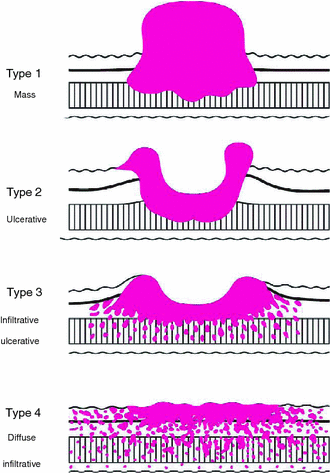 Type 1
Mass
Type 2
Ulcerative
Type 3
Infiltrative
ulcerative
Type 4
Diffuse
infiltrative